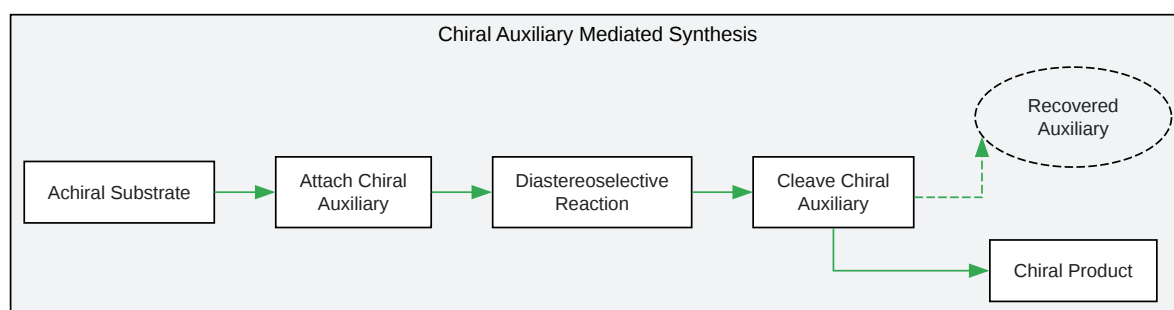 Chiral Auxiliary Mediated Synthesis
Recovered
Auxiliary
Achiral Substrate
Attach Chiral
Auxiliary
Diastereoselective
Reaction
Cleave Chiral
Auxiliary
Chiral Product